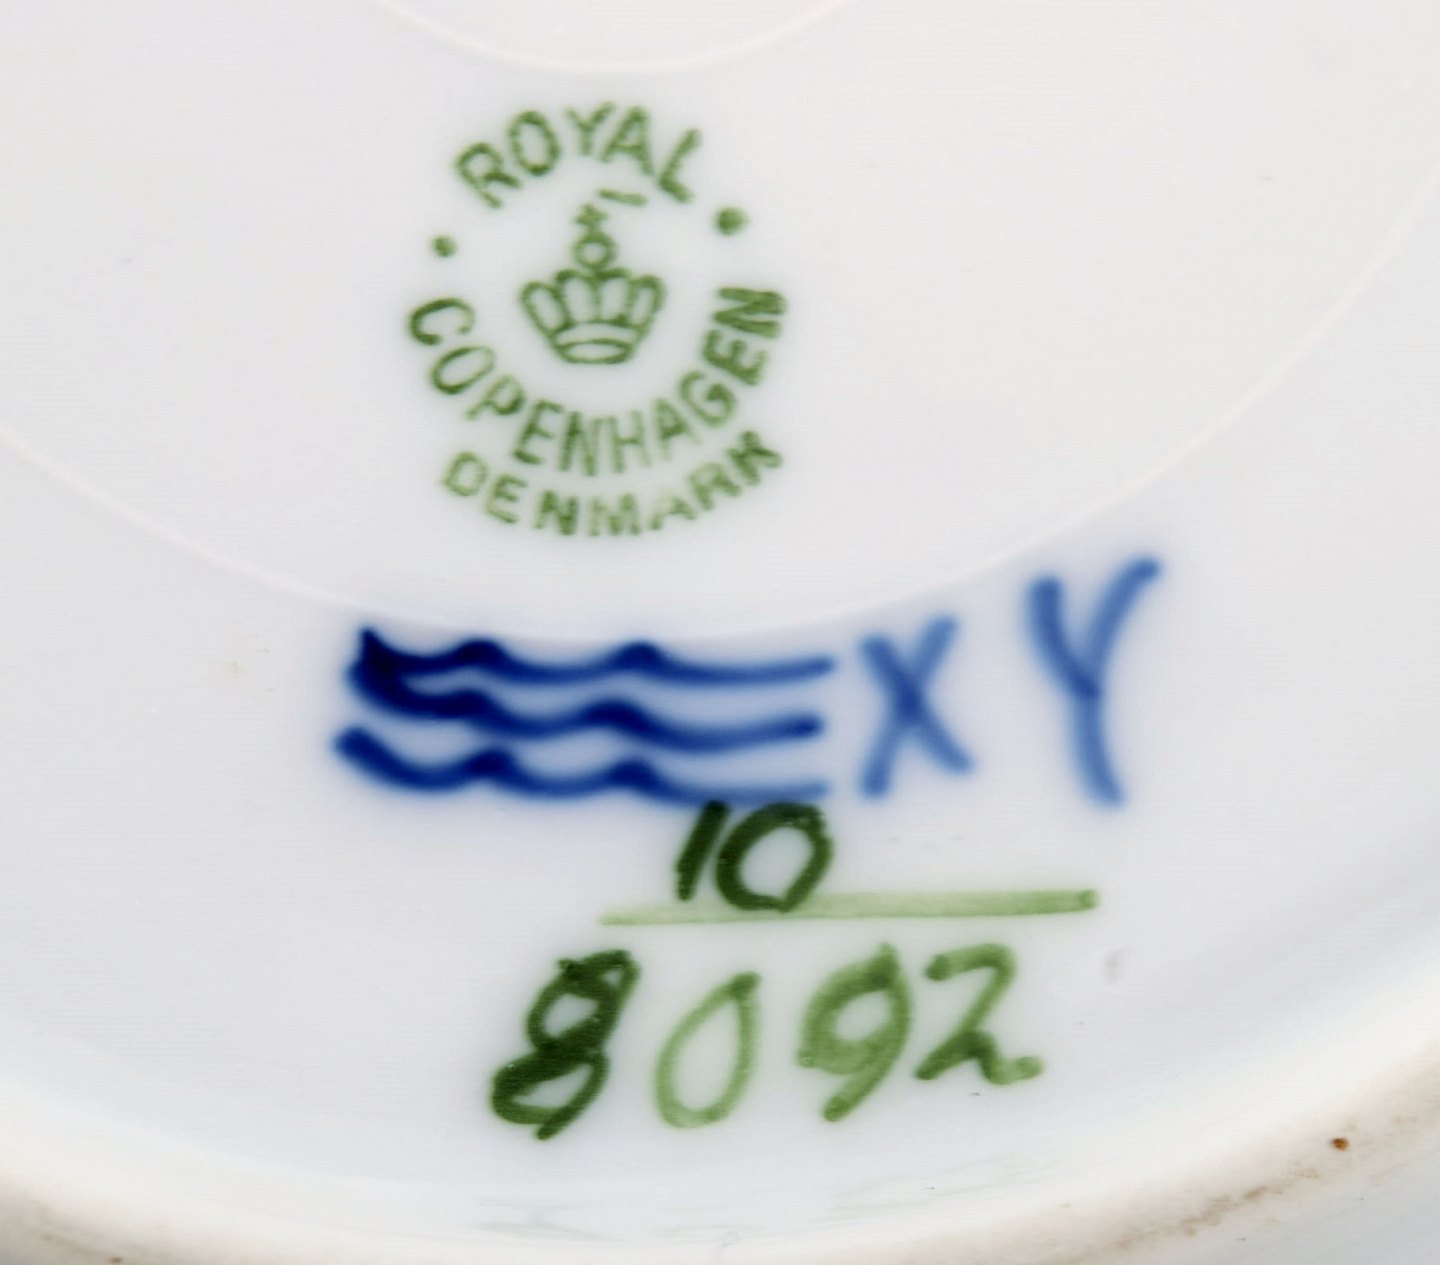 ROYAL
COPENHAGEN
DENMARK
XY
10
8092